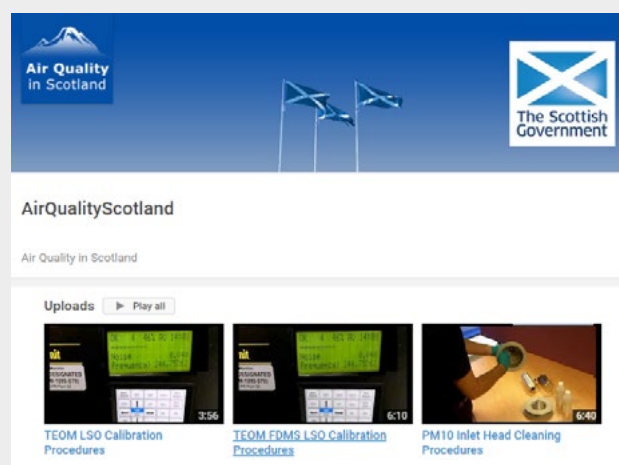 Air Quality
in Scotland
The Scottish
Government
AirQualityScotland
Air Quality in Scotland
Uploads Play all
3:56
6:10
6:40
TEOM LSO Calibration
Procedures
TEOM FDMS LSO Calibration
Procedures
PM10 Inlet Head Cleaning
Procedures